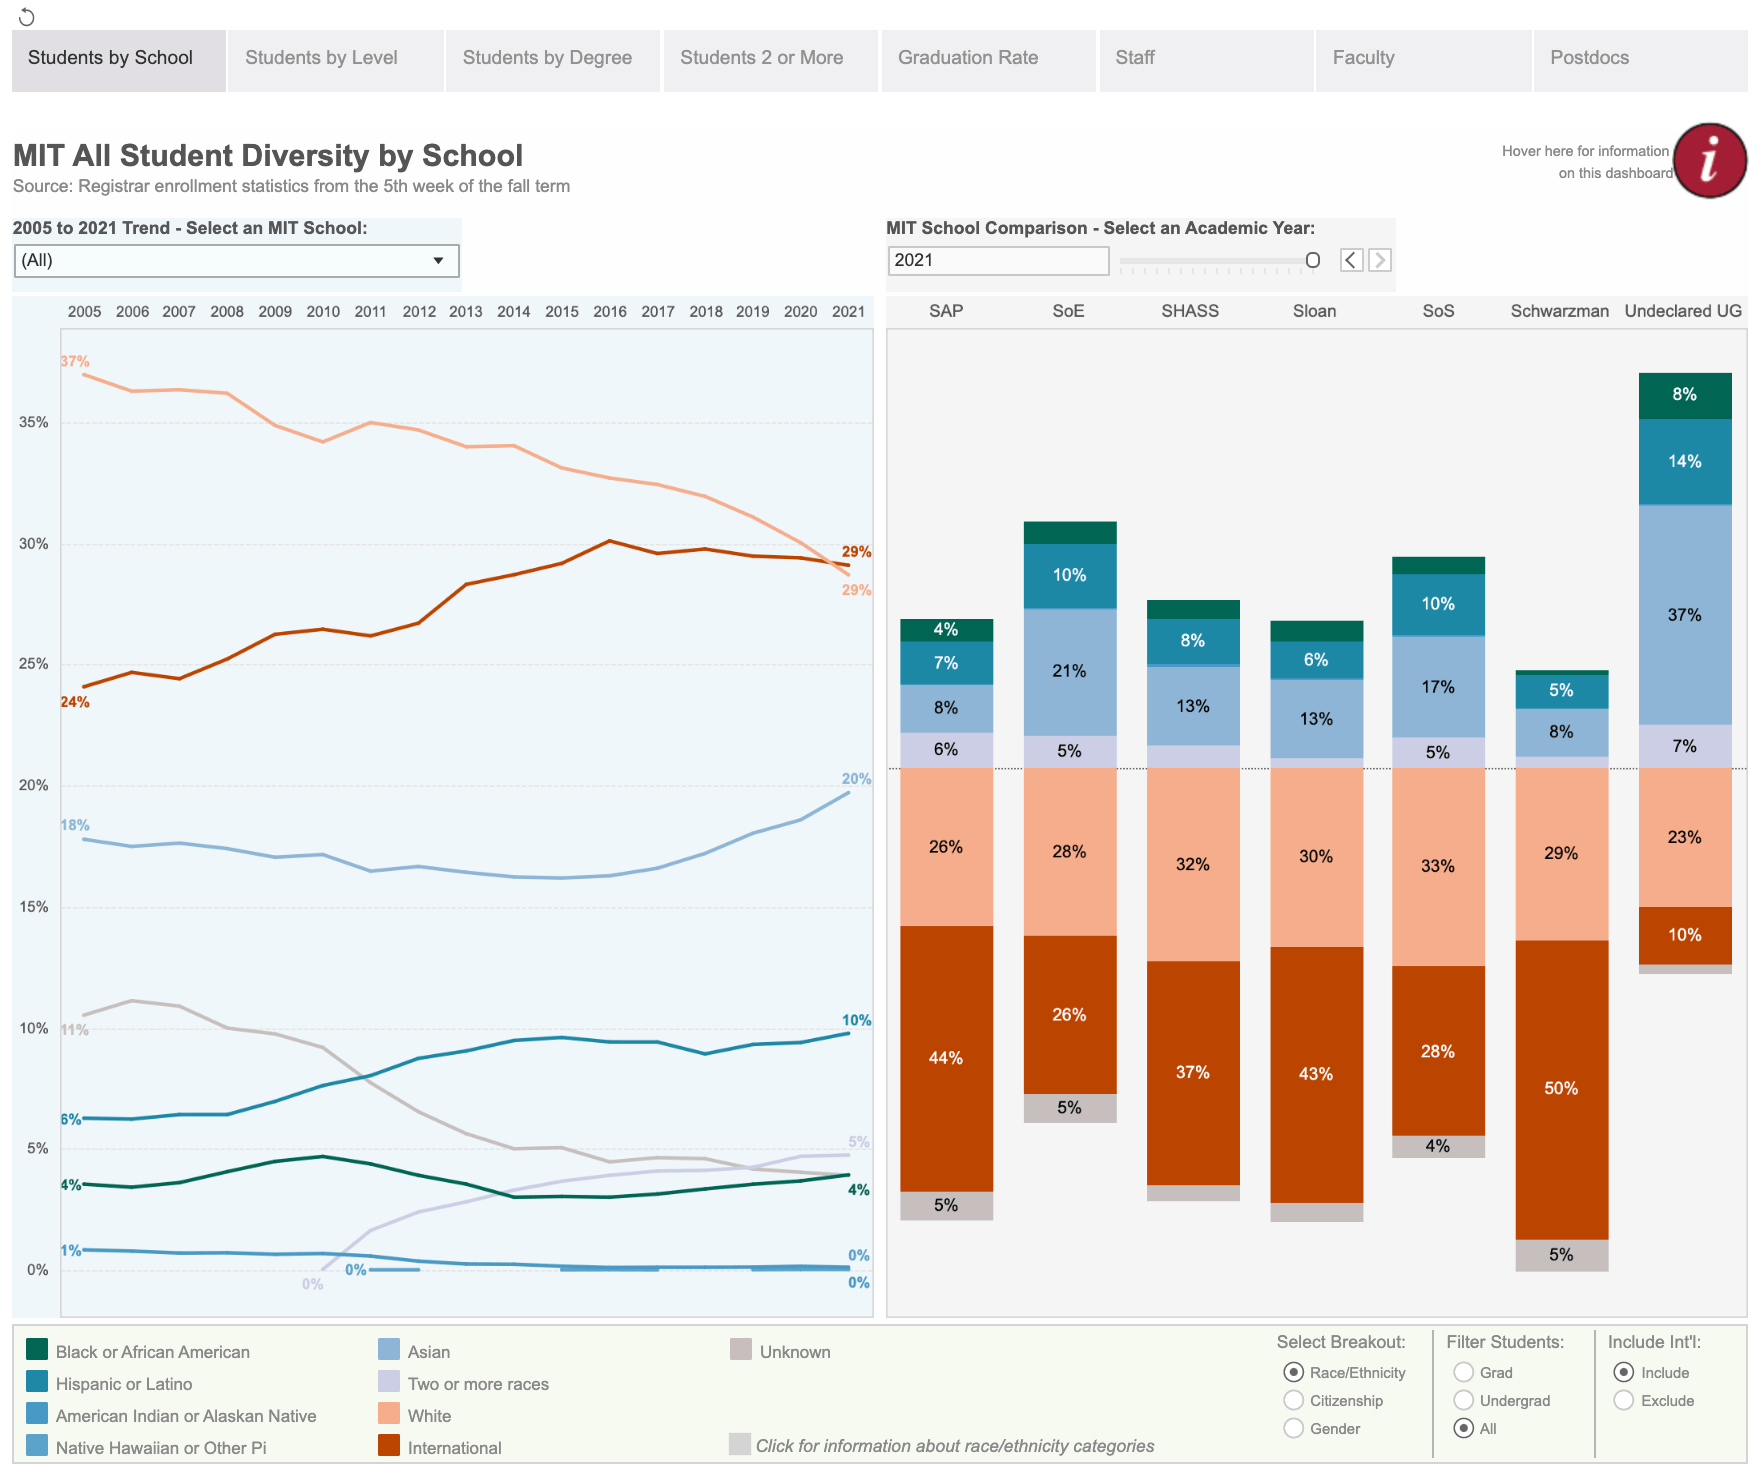 Students by School
Students by Level
Students by Degree
Students 2 or More
Graduation Rate
Staff
Faculty
Postdocs
MIT All Student Diversity by School
Source: Registrar enrollment statistics from the 5th week of the fall term
Hover here for information
on this dashboard
i
2005 to 2021 Trend - Select an MIT School:
(All)
MIT School Comparison - Select an Academic Year:
2021
2005 2006 2007 2008 2009 2010 2011 2012 2013 2014 2015 2016 2017 2018 2019 2020 2021
37%
35%
30%
29%
29%
25%
24%
20%
20%
18%
15%
11%
10%
10%
6%
5%
5%
4%
4%
1%
0%
0%
0%
0%
0%
SAP SoE SHASS Sloan SoS Schwarzman Undeclared UG
4%
7%
8%
6%
26%
44%
5%
10%
21%
5%
28%
26%
5%
8%
13%
32%
37%
6%
13%
30%
43%
10%
17%
5%
33%
28%
4%
5%
8%
29%
50%
5%
8%
14%
37%
7%
23%
10%
Black or African American
Hispanic or Latino
American Indian or Alaskan Native
Native Hawaiian or Other Pi
Asian
Two or more races
White
International
Unknown
Click for information about race/ethnicity categories
Select Breakout:
Race/Ethnicity
Citizenship
Gender
Filter Students:
Grad
Undergrad
All
Include Int'l:
Include
Exclude